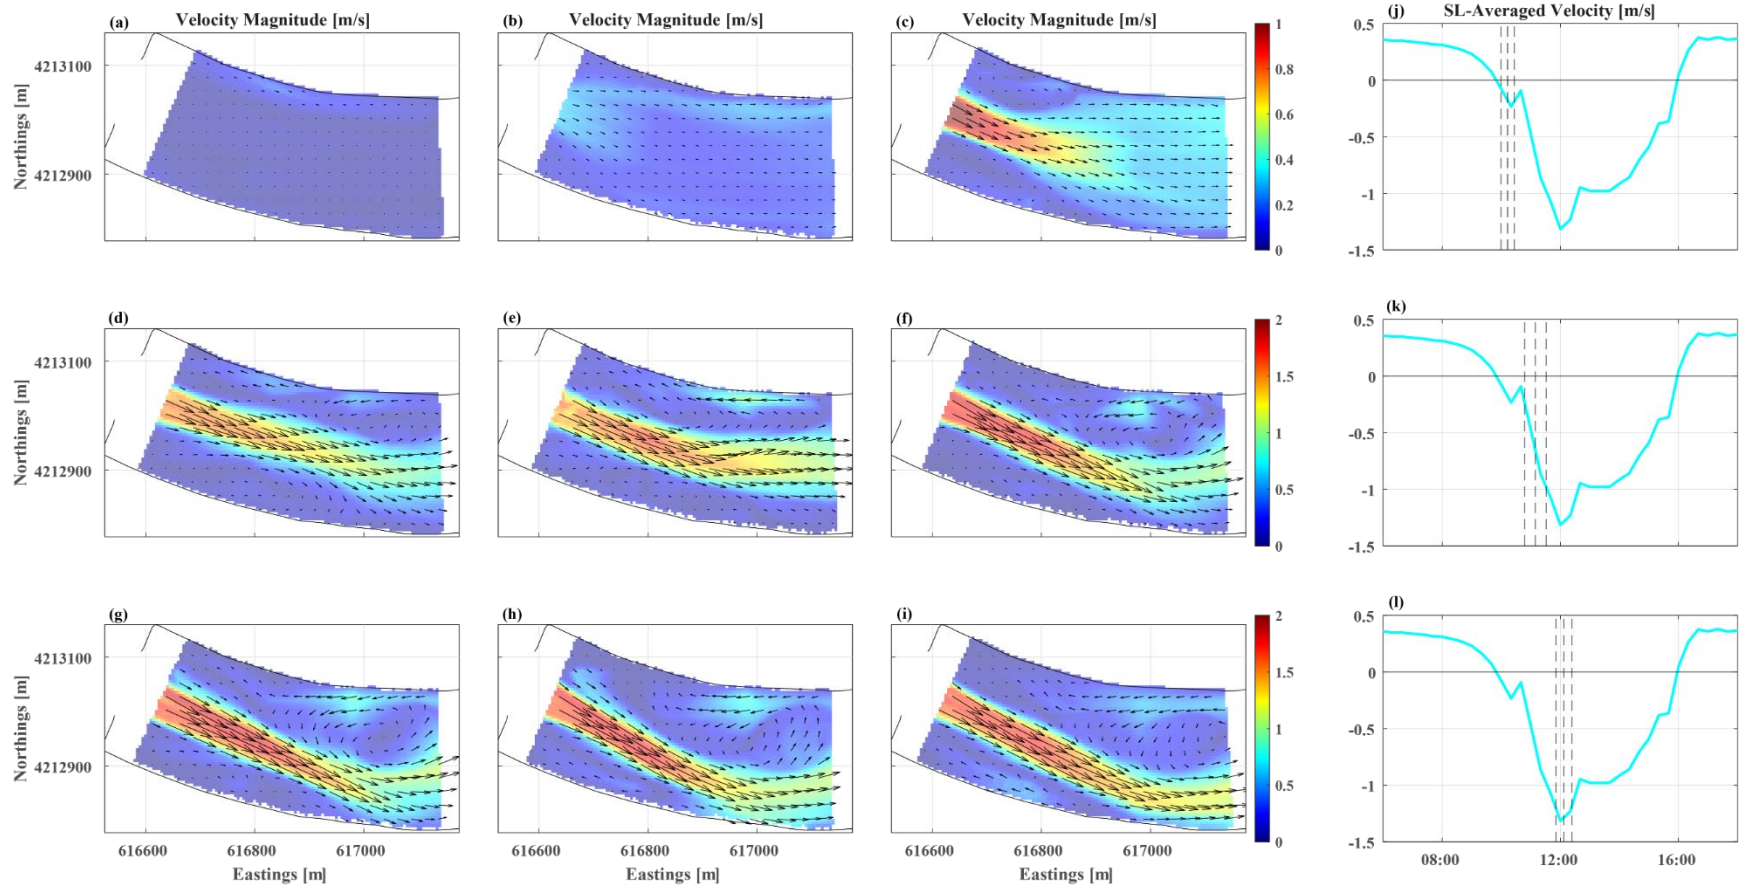 (a) Velocity Magnitude [m/s]
(b) Velocity Magnitude [m/s]
(c) Velocity Magnitude [m/s]
(j) SL-Averaged Velocity [m/s]
Northings [m]
4213100
4212900
1
0.8
0.6
0.4
0.2
0
0.5
0
-0.5
-1
-1.5
(d)
(e)
(f)
(k)
Northings [m]
4213100
4212900
2
1.5
1
0.5
0
0.5
0
-0.5
-1
-1.5
(g)
(h)
(i)
(l)
Northings [m]
4213100
4212900
2
1.5
1
0.5
0
0.5
0
-0.5
-1
-1.5
616600 616800 617000
616600 616800 617000
616600 616800 617000
08:00 12:00 16:00
Eastings [m]
Eastings [m]
Eastings [m]